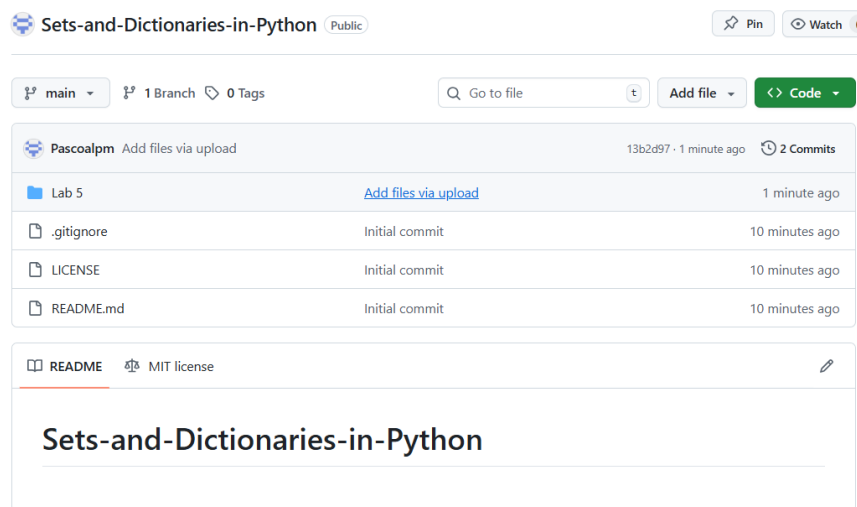 Sets-and-Dictionaries-in-Python Public Pin Watch
main 1 Branch 0 Tags Go to file t Add file Code
Pascoalpm Add files via upload 13b2d97 · 1 minute ago 2 Commits
Lab 5 Add files via upload 1 minute ago
.gitignore Initial commit 10 minutes ago
LICENSE Initial commit 10 minutes ago
README.md Initial commit 10 minutes ago
README MIT license
Sets-and-Dictionaries-in-Python